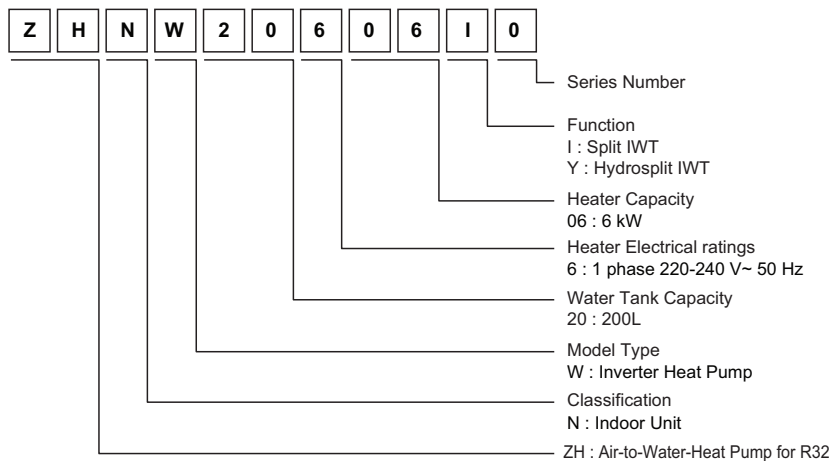 Z H N W 2 0 6 0 6 I 0
Series Number
Function
I : Split IWT
Y : Hydrosplit IWT
Heater Capacity
06 : 6 kW
Heater Electrical ratings
6 : 1 phase 220-240 V~ 50 Hz
Water Tank Capacity
20 : 200L
Model Type
W : Inverter Heat Pump
Classification
N : Indoor Unit
ZH : Air-to-Water-Heat Pump for R32